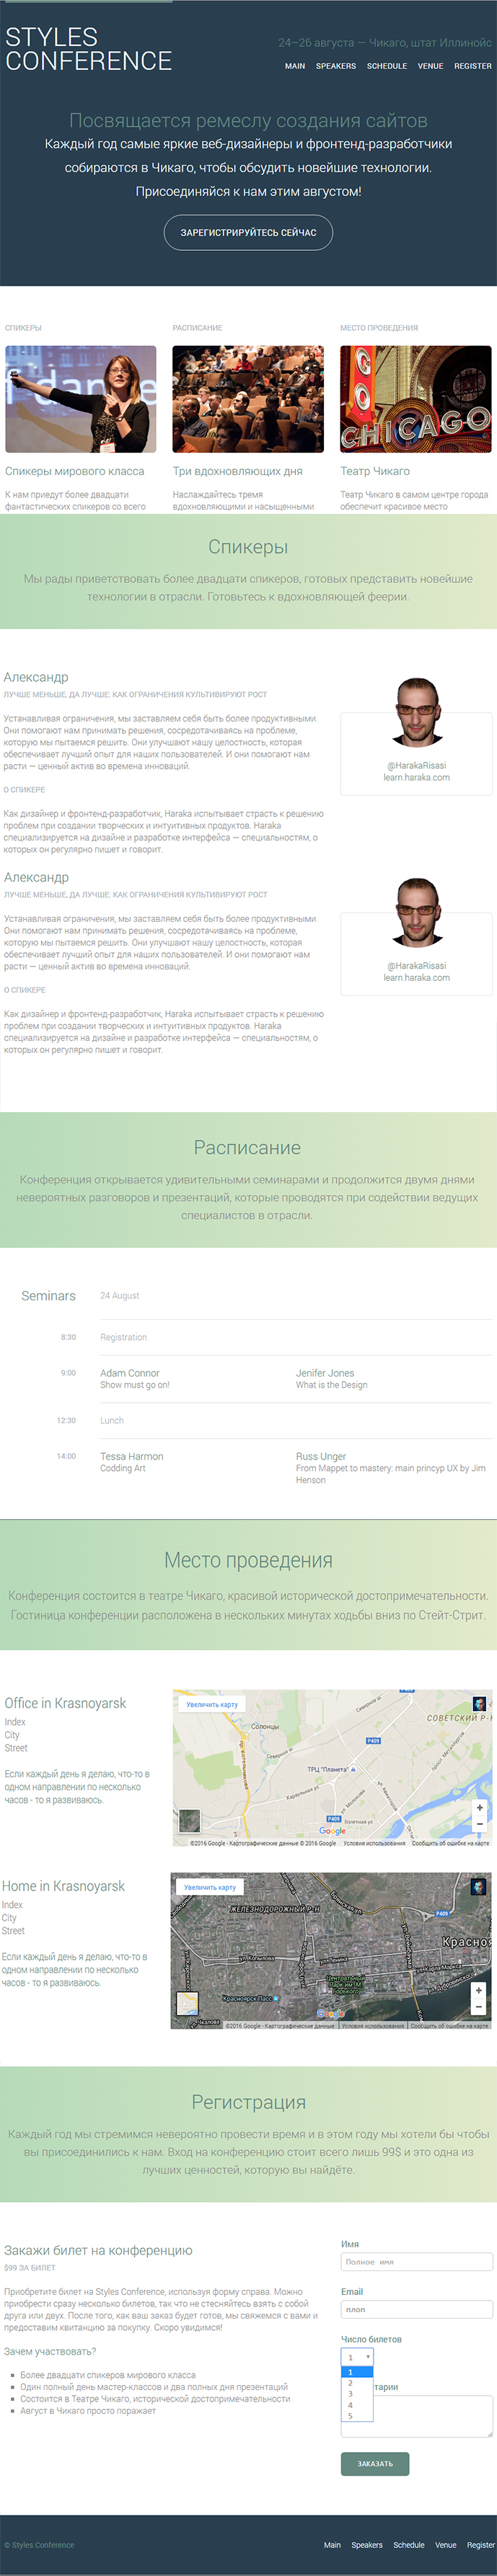 STYLES
CONFERENCE
24–26 августа — Чикаго, штат Иллинойс
MAIN SPEAKERS SCHEDULE VENUE REGISTER
Посвящается ремеслу создания сайтов
Каждый год самые яркие веб-дизайнеры и фронтенд-разработчики
собираются в Чикаго, чтобы обсудить новейшие технологии.
Присоединяйся к нам этим августом!
ЗАРЕГИСТРИРУЙТЕСЬ СЕЙЧАС
СПИКЕРЫ
РАСПИСАНИЕ
МЕСТО ПРОВЕДЕНИЯ
CHICAGO
Спикеры мирового класса
Три вдохновляющих дня
Театр Чикаго
К нам приедут более двадцати
фантастических спикеров со всего
Наслаждайтесь тремя
вдохновляющими и насыщенными
Театр Чикаго в самом центре города
обеспечит красивое место
Спикеры
Мы рады приветствовать более двадцати спикеров, готовых представить новейшие
технологии в отрасли. Готовьтесь к вдохновляющей феерии.
Александр
ЛУЧШЕ МЕНЬШЕ, ДА ЛУЧШЕ: КАК ОГРАНИЧЕНИЯ КУЛЬТИВИРУЮТ РОСТ
Устанавливая ограничения, мы заставляем себя быть более продуктивными.
Они помогают нам принимать решения, сосредотачиваясь на проблеме,
которую мы пытаемся решить. Они улучшают нашу целостность, которая
обеспечивает лучший опыт для наших пользователей. И они помогают нам
расти — ценный актив во времена инноваций.
@HarakaRisasi
learn.haraka.com
О СПИКЕРЕ
Как дизайнер и фронтенд-разработчик, Haraka испытывает страсть к решению
проблем при создании творческих и интуитивных продуктов. Haraka
специализируется на дизайне и разработке интерфейса — специальностям, о
которых он регулярно пишет и говорит.
Александр
ЛУЧШЕ МЕНЬШЕ, ДА ЛУЧШЕ: КАК ОГРАНИЧЕНИЯ КУЛЬТИВИРУЮТ РОСТ
Устанавливая ограничения, мы заставляем себя быть более продуктивными.
Они помогают нам принимать решения, сосредотачиваясь на проблеме,
которую мы пытаемся решить. Они улучшают нашу целостность, которая
обеспечивает лучший опыт для наших пользователей. И они помогают нам
расти — ценный актив во времена инноваций.
@HarakaRisasi
learn.haraka.com
О СПИКЕРЕ
Как дизайнер и фронтенд-разработчик, Haraka испытывает страсть к решению
проблем при создании творческих и интуитивных продуктов. Haraka
специализируется на дизайне и разработке интерфейса — специальностям, о
которых он регулярно пишет и говорит.
Расписание
Конференция открывается удивительными семинарами и продолжится двумя днями
невероятных разговоров и презентаций, которые проводятся при содействии ведущих
специалистов в отрасли.
Seminars 24 August
8:30 Registration
9:00 Adam Connor Jenifer Jones
Show must go on! What is the Design
12:30 Lunch
14:00 Tessa Harmon Russ Unger
Codding Art From Mappet to mastery: main princyp UX by Jim
Henson
Место проведения
Конференция состоится в театре Чикаго, красивой исторической достопримечательности.
Гостиница конференции расположена в нескольких минутах ходьбы вниз по Стейт-Стрит.
Office in Krasnoyarsk
Index
City
Street
Если каждый день я делаю, что-то в
одном направлении по несколько
часов - то я развиваюсь.
Увеличить карту
Солонцы
СОВЕТСКИЙ Р-Н
P409
ТРЦ "Планета"
P409
Google
©2016 Google - Картографические данные © 2016 Google Условия использования Сообщить об ошибке на карте
Home in Krasnoyarsk
Index
City
Street
Если каждый день я делаю, что-то в
одном направлении по несколько
часов - то я развиваюсь.
Увеличить карту
ЖЕЛЕЗНОДОРОЖНЫЙ Р-Н
P409
Красноя
Центральный
парк им. М.
Горького
Красноярск Пасс
Google
©2016 Google - Картографические данные Условия использования Сообщить об ошибке на карте
Регистрация
Каждый год мы стремимся невероятно провести время и в этом году мы хотели бы чтобы
вы присоединились к нам. Вход на конференцию стоит всего лишь 99$ и это одна из
лучших ценностей, которую вы найдёте.
Закажи билет на конференцию
$99 ЗА БИЛЕТ
Приобретите билет на Styles Conference, используя форму справа. Можно
приобрести сразу несколько билетов, так что не стесняйтесь взять с собой
друга или двух. После того, как ваш заказ будет готов, мы свяжемся с вами и
предоставим квитанцию за покупку. Скоро увидимся!
Зачем участвовать?
Более двадцати спикеров мирового класса
Один полный день мастер-классов и два полных дня презентаций
Состоится в Театре Чикаго, исторической достопримечательности
Август в Чикаго просто поражает
Имя
Полное имя
Email
плоп
Число билетов
1
1
2
3
4
5
тарии
ЗАКАЗАТЬ
© Styles Conference
Main Speakers Schedule Venue Register